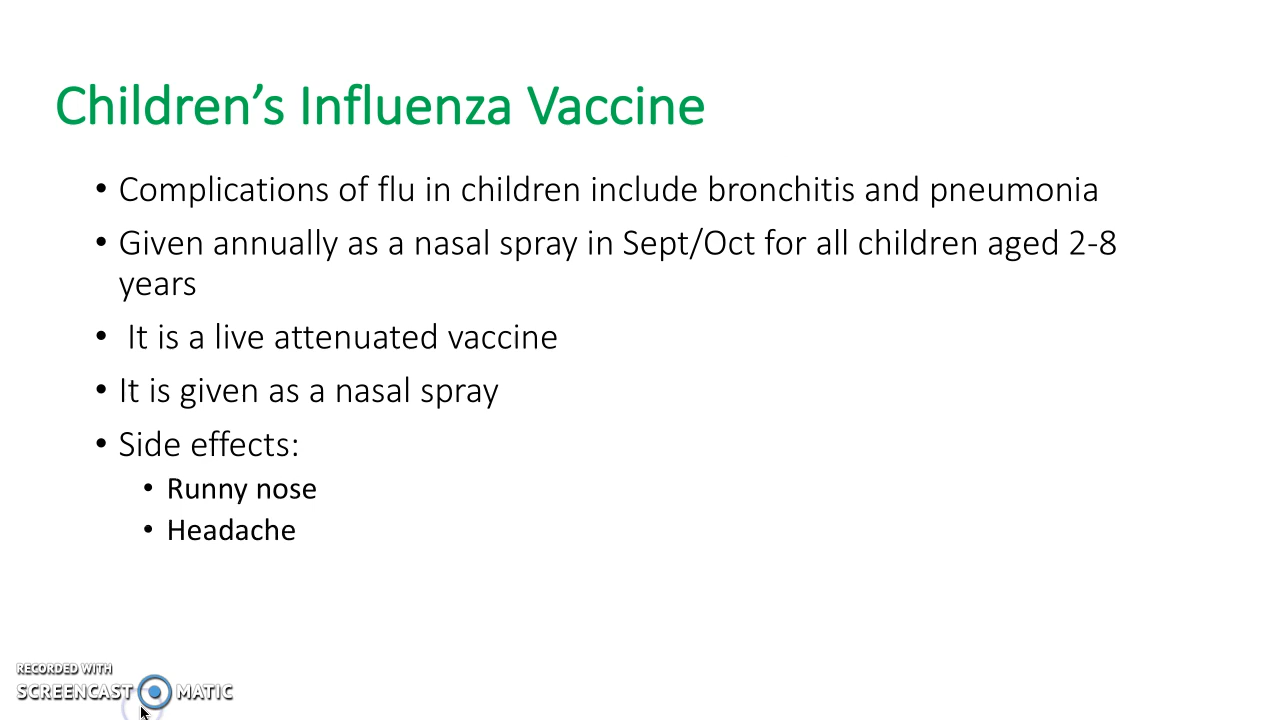 Children’s Influenza Vaccine
• Complications of flu in children include bronchitis and pneumonia
• Given annually as a nasal spray in Sept/Oct for all children aged 2-8
years
• It is a live attenuated vaccine
• It is given as a nasal spray
• Side effects:
• Runny nose
• Headache
RECORDED WITH
SCREENCAST MATIC